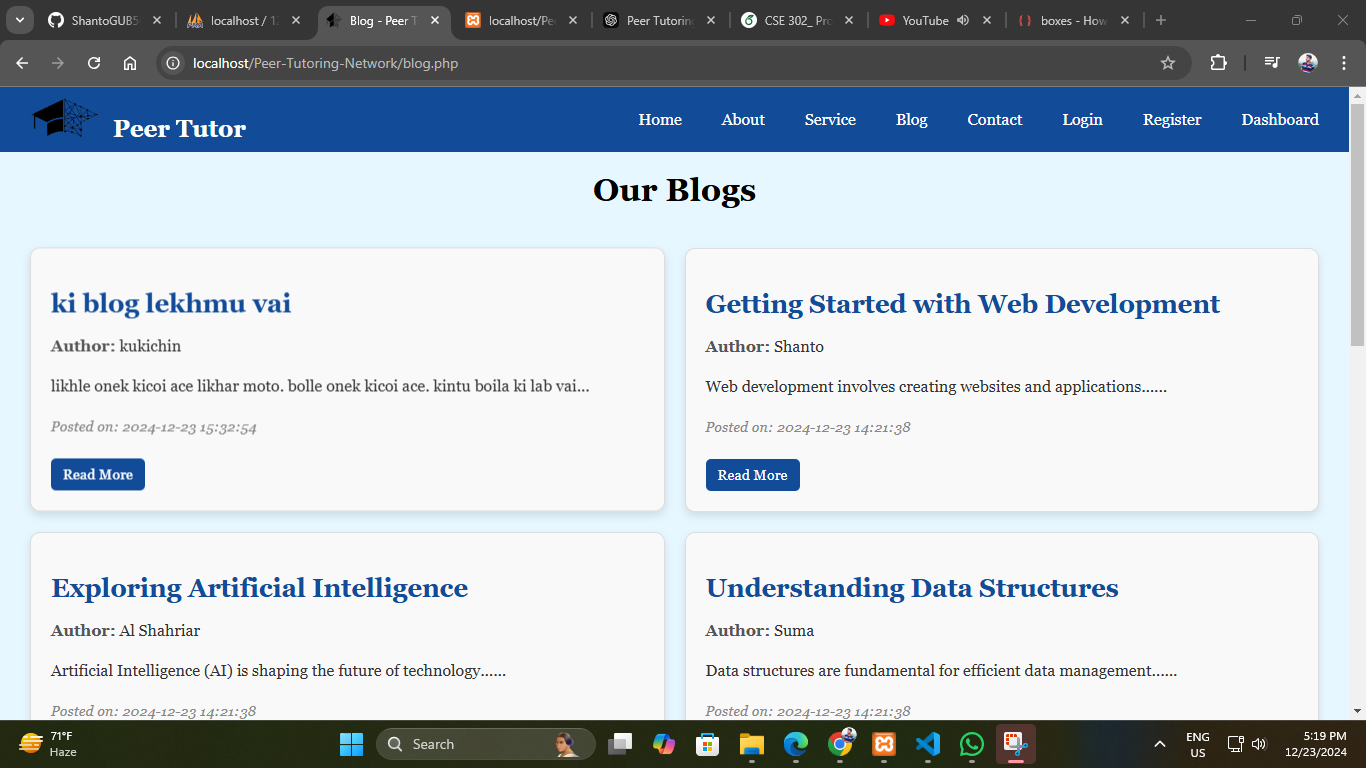 ShantoGUB5
localhost / 12
Blog - Peer T
localhost/Pee
Peer Tutoring
CSE 302_ Pro
YouTube
boxes - How
localhost/Peer-Tutoring-Network/blog.php
Peer Tutor
Home About Service Blog Contact Login Register Dashboard
Our Blogs
ki blog lekhmu vai
Author: kukichin
likhle onek kicoi ace likhar moto. bolle onek kicoi ace. kintu boila ki lab vai...
Posted on: 2024-12-23 15:32:54
Read More
Getting Started with Web Development
Author: Shanto
Web development involves creating websites and applications......
Posted on: 2024-12-23 14:21:38
Read More
Exploring Artificial Intelligence
Author: Al Shahriar
Artificial Intelligence (AI) is shaping the future of technology......
Posted on: 2024-12-23 14:21:38
Understanding Data Structures
Author: Suma
Data structures are fundamental for efficient data management......
Posted on: 2024-12-23 14:21:38
71°F
Haze
Search
ENG
US
5:19 PM
12/23/2024